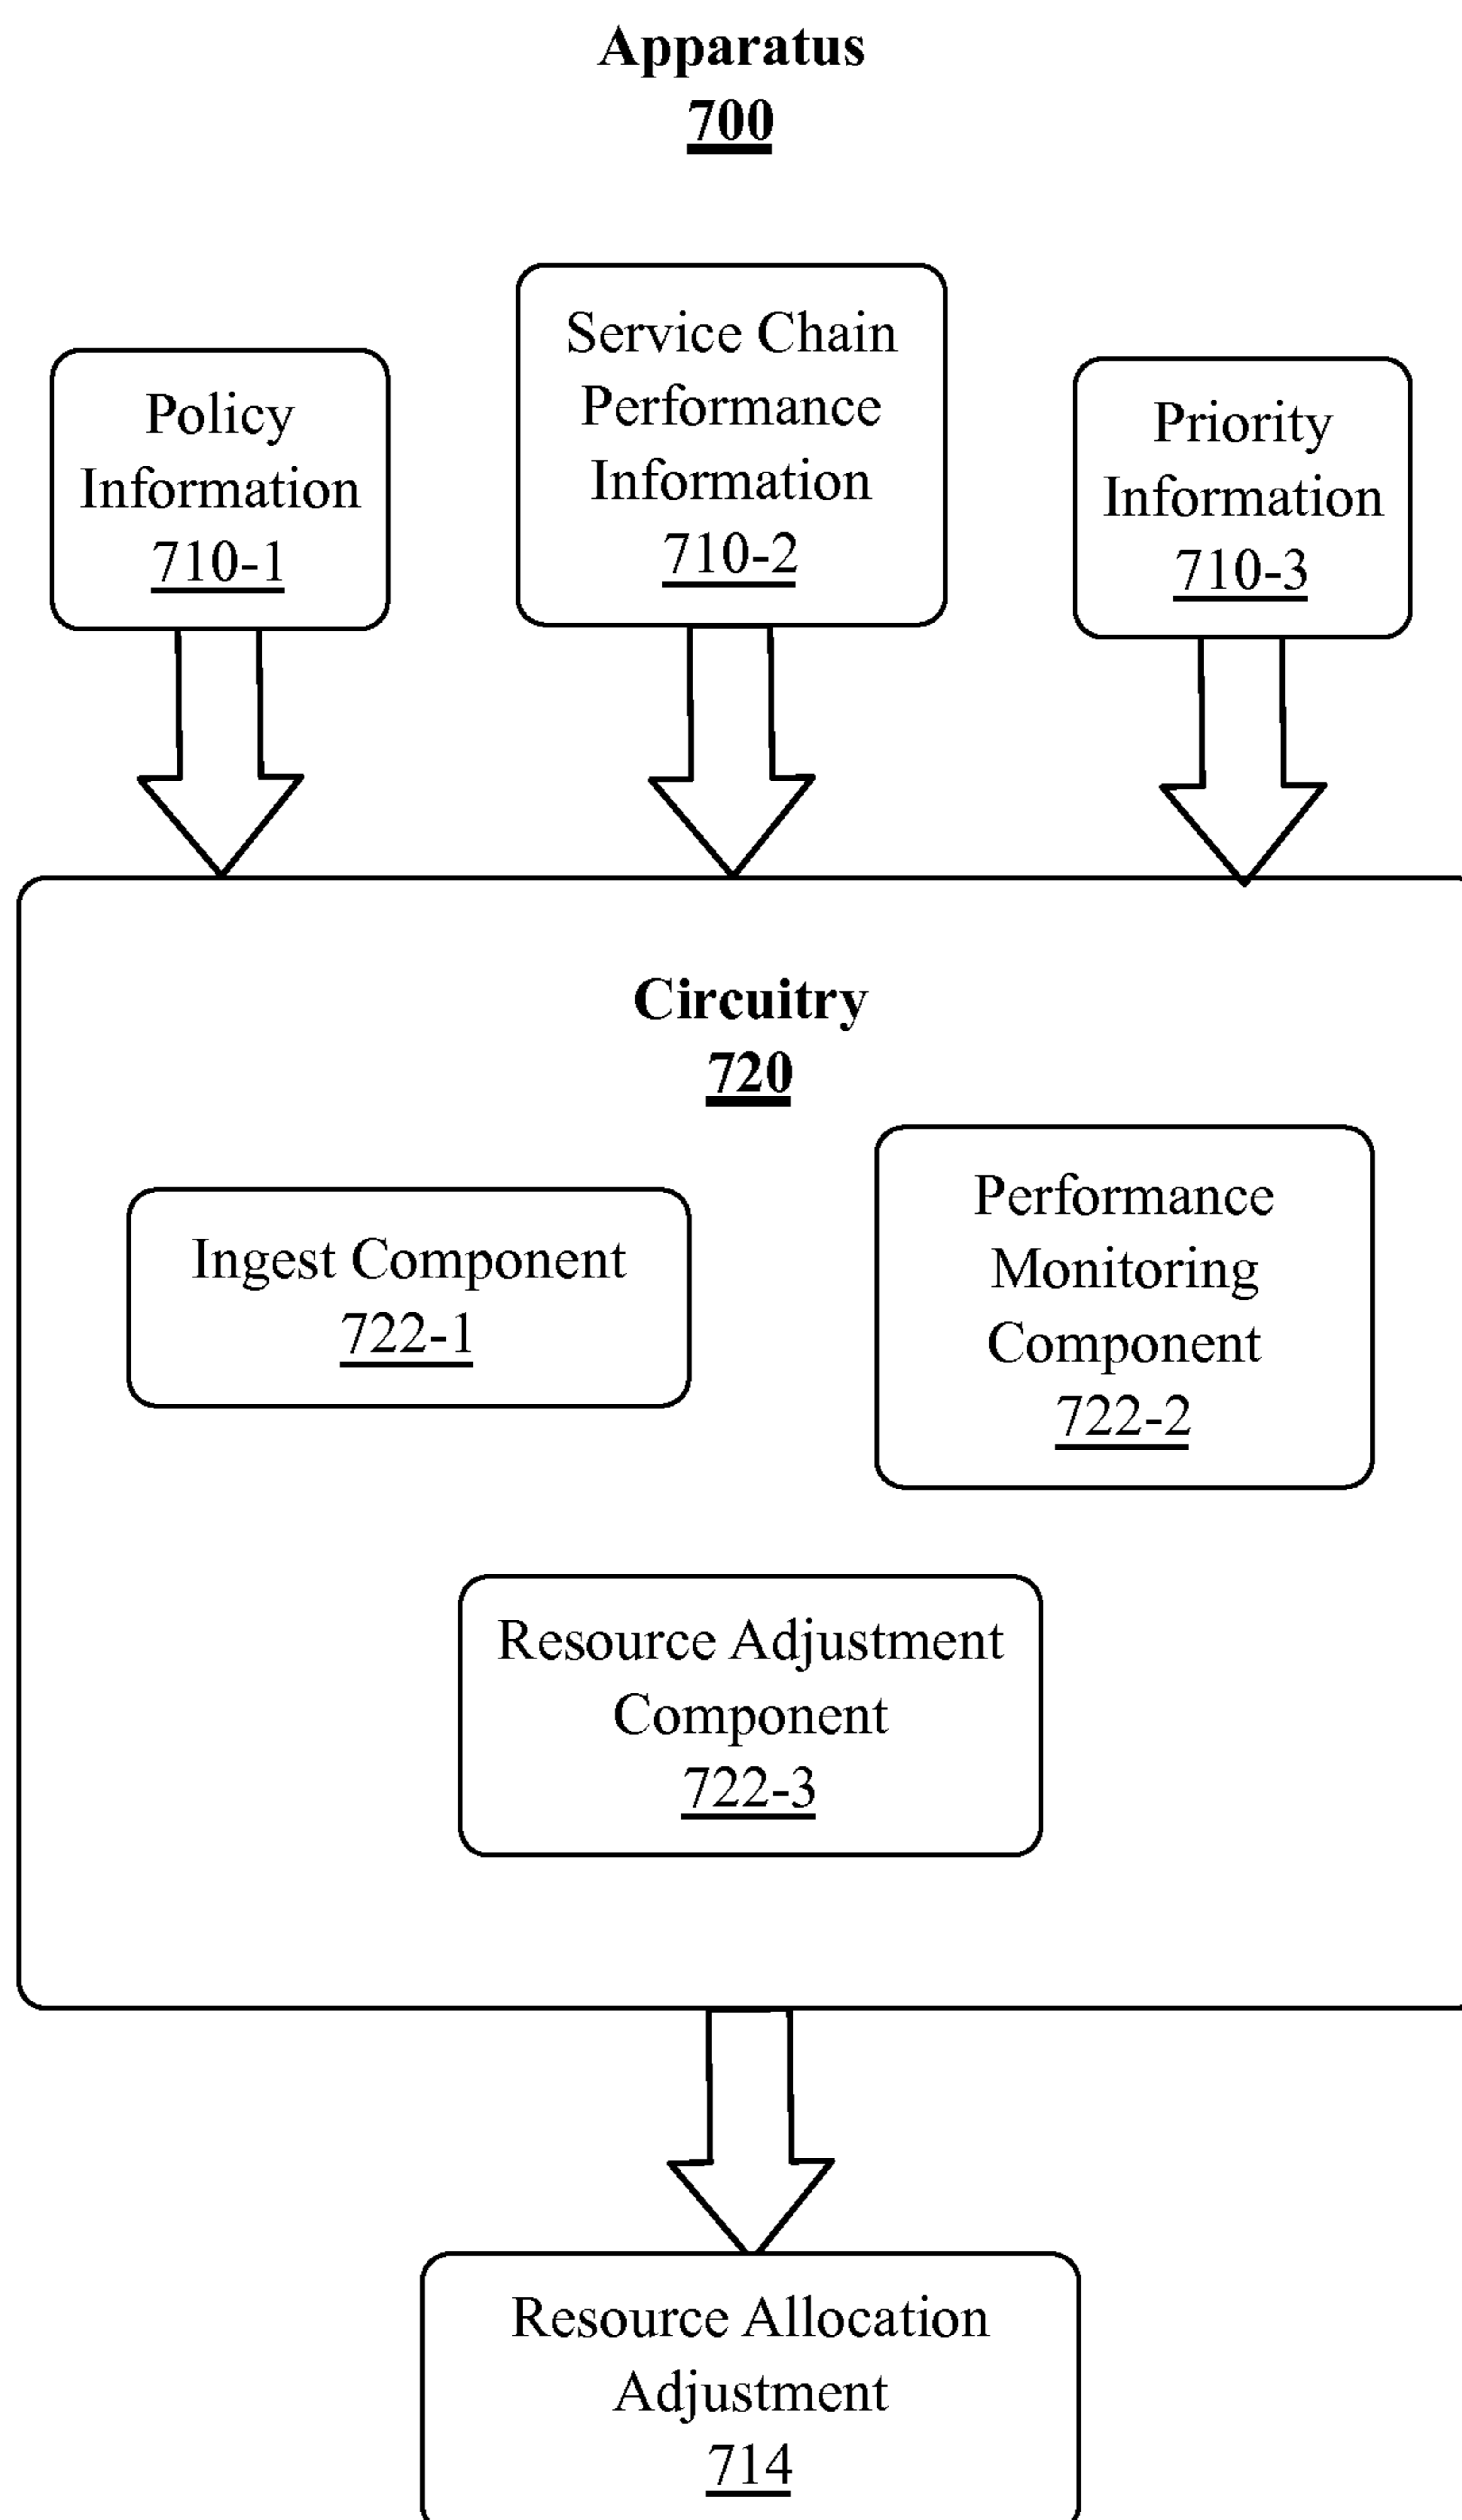 Apparatus
700
Policy
Information
710-1
Service Chain
Performance
Information
710-2
Priority
Information
710-3
Circuitry
720
Ingest Component
722-1
Performance
Monitoring
Component
722-2
Resource Adjustment
Component
722-3
Resource Allocation
Adjustment
714